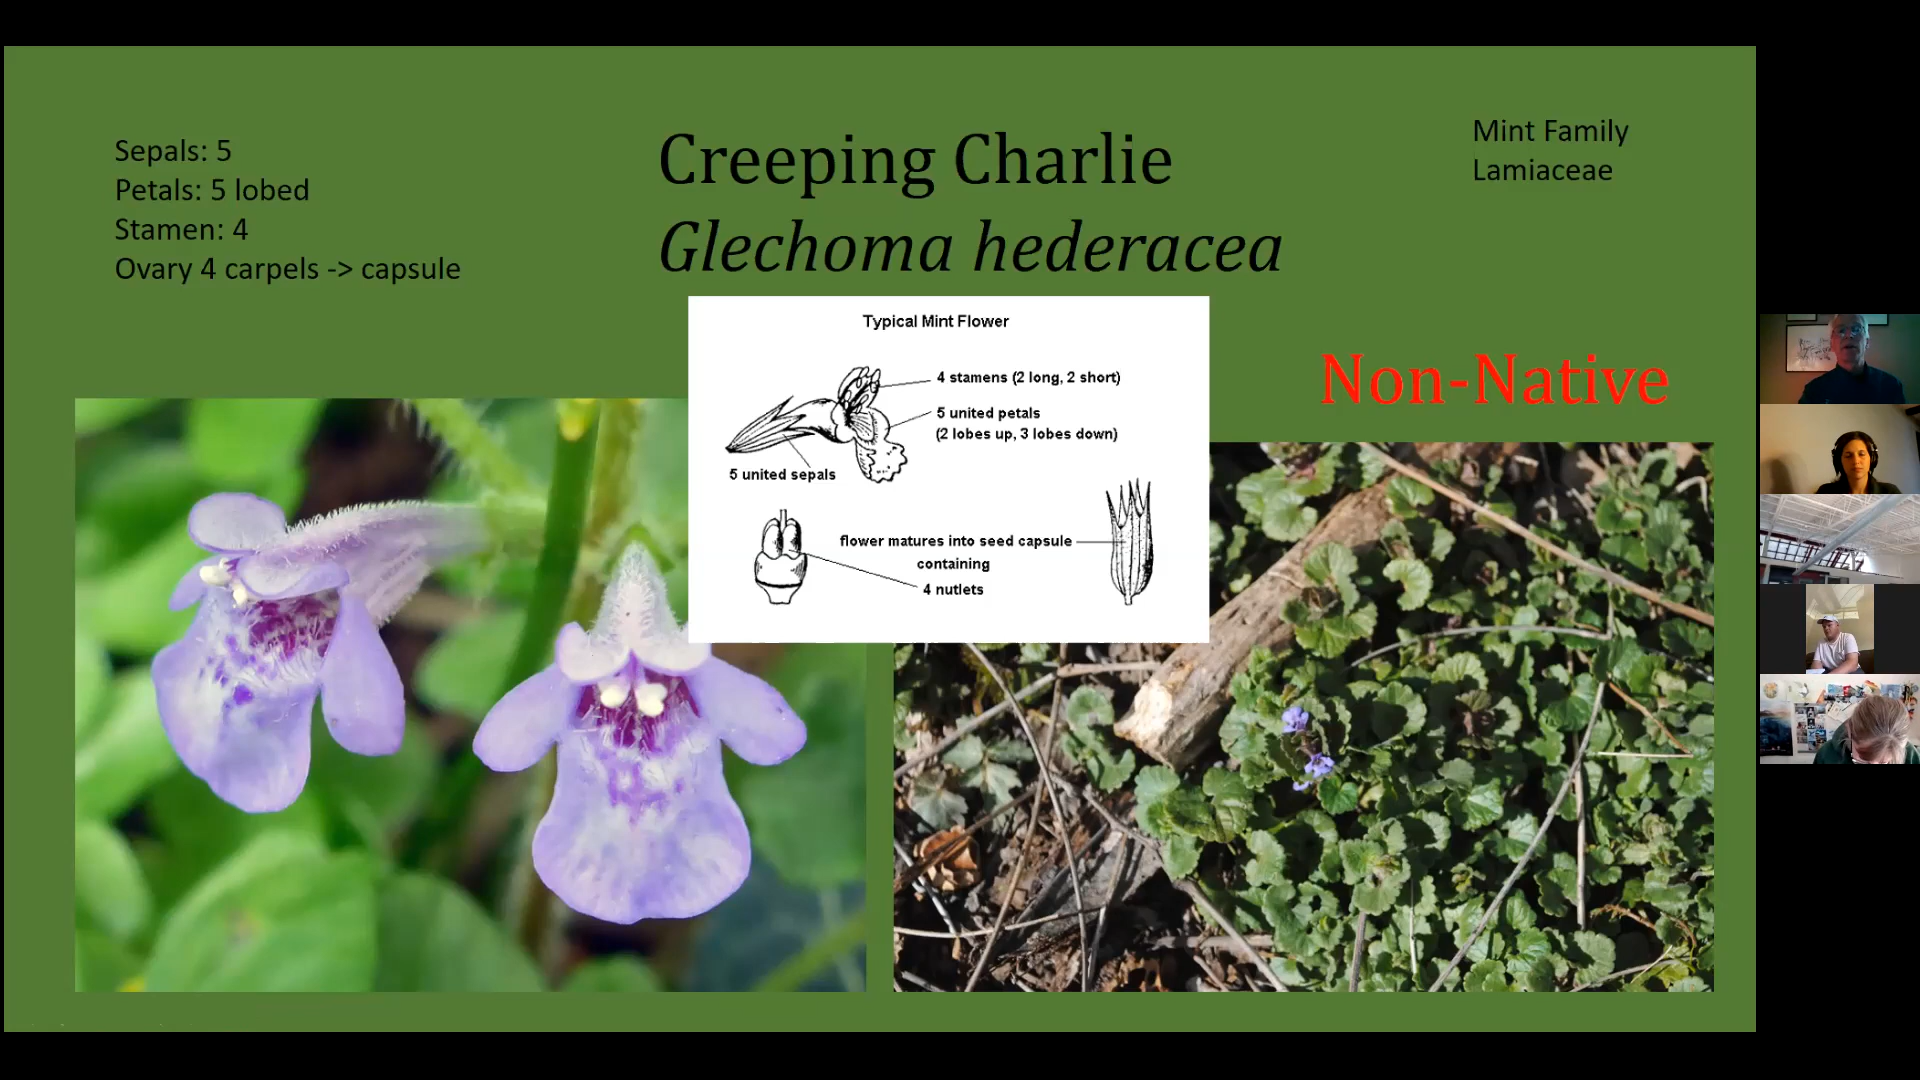 Sepals: 5
Petals: 5 lobed
Stamen: 4
Ovary 4 carpels -> capsule
Creeping Charlie
Glechoma hederacea
Mint Family
Lamiaceae
Non-Native
Typical Mint Flower
4 stamens (2 long, 2 short)
5 united petals
(2 lobes up, 3 lobes down)
5 united sepals
flower matures into seed capsule
containing
4 nutlets